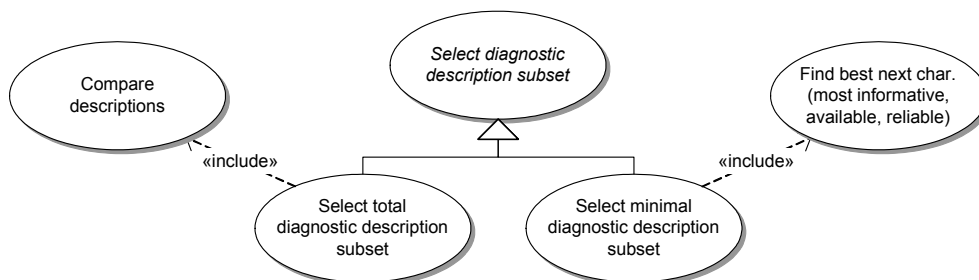 Select diagnostic
description subset
Compare
descriptions
Find best next char.
(most informative,
available, reliable)
«include»
«include»
Select total
diagnostic description
subset
Select minimal
diagnostic description
subset